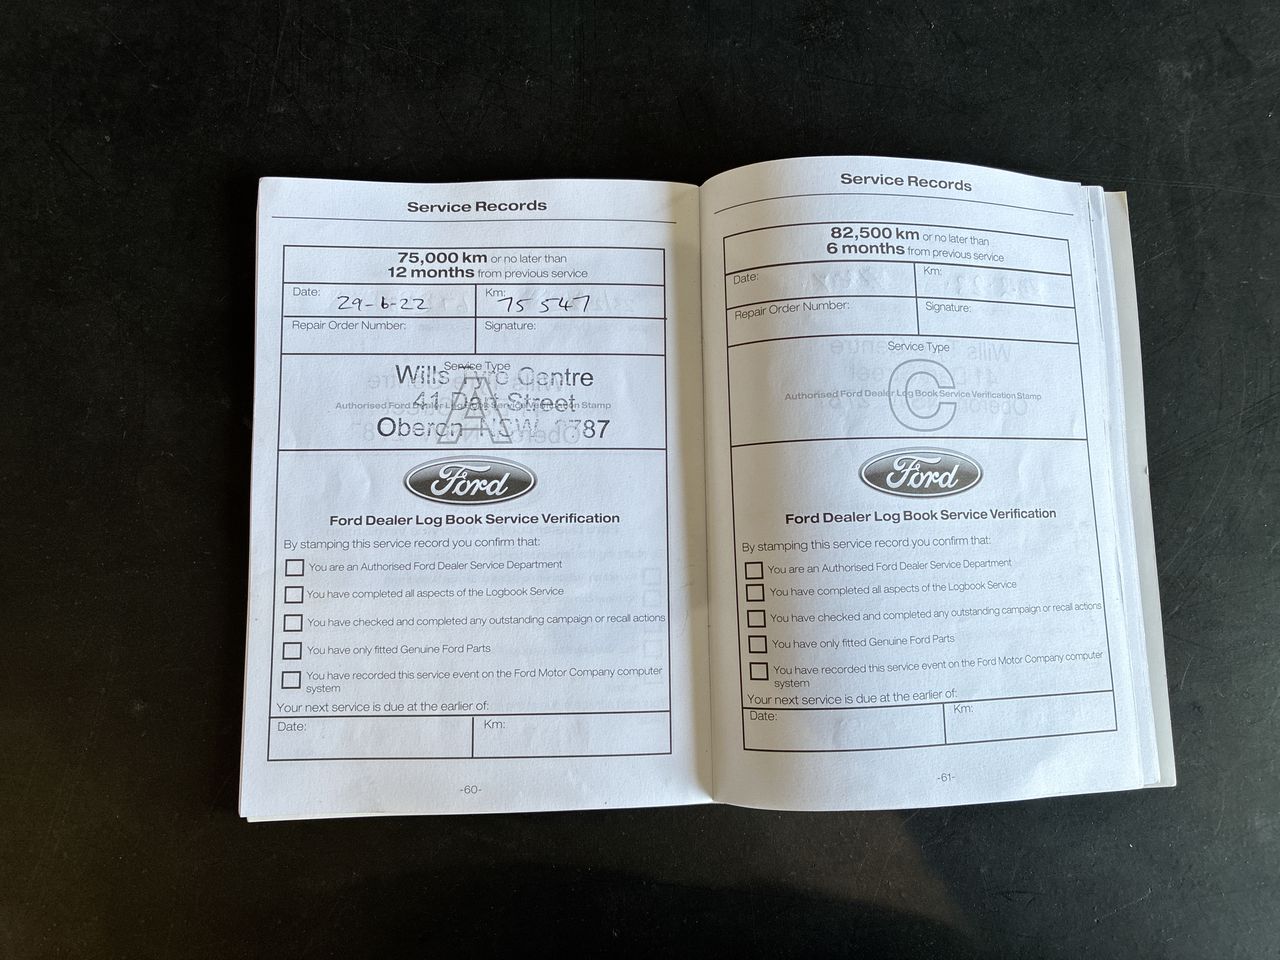 Service Records
75,000 km or no later than
12 months from previous service
Date: 29-6-22
Km: 75 547
Repair Order Number:
Signature:
Service Type
Wills Tyre Centre
A
41 Dart Street
Authorised Ford Dealer Log Book Service Verification Stamp
Oberon NSW 2787
Ford
Ford Dealer Log Book Service Verification
By stamping this service record you confirm that:
You are an Authorised Ford Dealer Service Department
You have completed all aspects of the Logbook Service
You have checked and completed any outstanding campaign or recall actions
You have only fitted Genuine Ford Parts
You have recorded this service event on the Ford Motor Company computer
system
Your next service is due at the earlier of:
Date:
Km:
-60-
Service Records
82,500 km or no later than
6 months from previous service
Date:
Km:
Repair Order Number:
Signature:
Service Type
C
Authorised Ford Dealer Log Book Service Verification Stamp
Ford
Ford Dealer Log Book Service Verification
By stamping this service record you confirm that:
You are an Authorised Ford Dealer Service Department
You have completed all aspects of the Logbook Service
You have checked and completed any outstanding campaign or recall actions
You have only fitted Genuine Ford Parts
You have recorded this service event on the Ford Motor Company computer
system
Your next service is due at the earlier of:
Date:
Km:
-61-